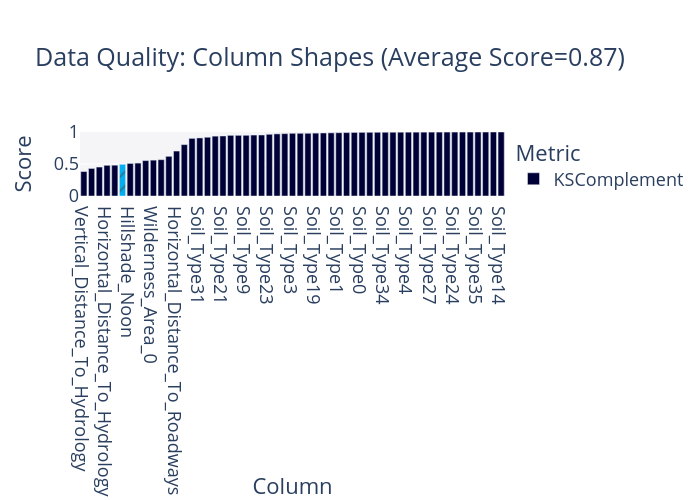 Data Quality: Column Shapes (Average Score=0.87)
Score
1
0.5
0
Metric
KSComplement
Vertical_Distance_To_Hydrology
Horizontal_Distance_To_Hydrology
Hillshade_Noon
Wilderness_Area_0
Horizontal_Distance_To_Roadways
Soil_Type31
Soil_Type21
Soil_Type9
Soil_Type23
Soil_Type3
Soil_Type19
Soil_Type1
Soil_Type0
Soil_Type34
Soil_Type4
Soil_Type27
Soil_Type24
Soil_Type35
Soil_Type14
Column